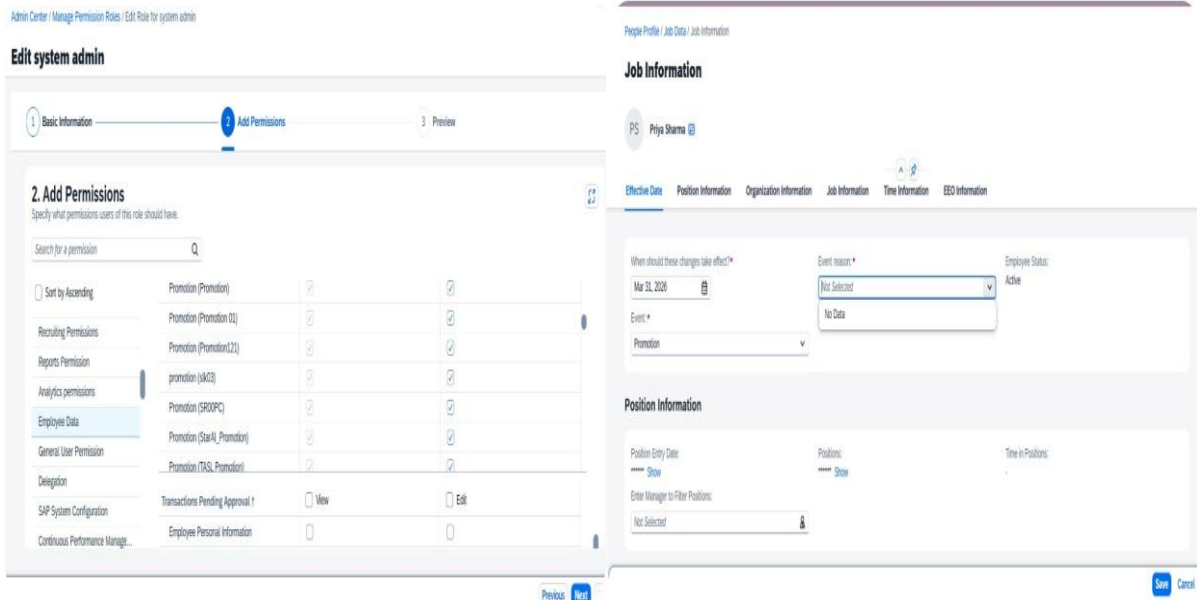 Admin Center / Manage Permission Roles / Edit Role for system admin
Edit system admin
1 Basic Information
2 Add Permissions
3 Preview
2. Add Permissions
Specify what permissions users of this role should have.
Search for a permission
Sort by Ascending
Recruiting Permissions
Reports Permission
Analytics permissions
Employee Data
General User Permission
Delegation
SAP System Configuration
Continuous Performance Manage...
Promotion (Promotion)
Promotion (Promotion 01)
Promotion (Promotion121)
promotion (slk03)
Promotion (SR00PC)
Promotion (StarAI_Promotion)
Promotion (TASL Promotion)
Transactions Pending Approval † View Edit
Employee Personal Information
Previous Next
People Profile / Job Data / Job Information
Job Information
PS Priya Sharma
Effective Date Position Information Organization Information Job Information Time Information EEO Information
When should these changes take effect?* Event reason:* Employee Status:
Mar 31, 2026 Not Selected Active
No Data
Event:*
Promotion
Position Information
Position Entry Date: Positions: Time in Positions:
****** Show ****** Show -
Enter Manager to Filter Positions:
Not Selected
Save Cancel